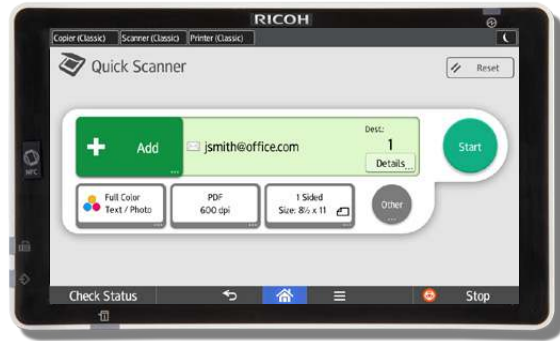 RICOH
Copier (Classic) Scanner (Classic) Printer (Classic)
Quick Scanner
Reset
Add
jsmith@office.com
Dest.:
1
Details
Start
Full Color
Text / Photo
PDF
600 dpi
1 Sided
Size: 8½ x 11
Other
NFC
Check Status
Stop